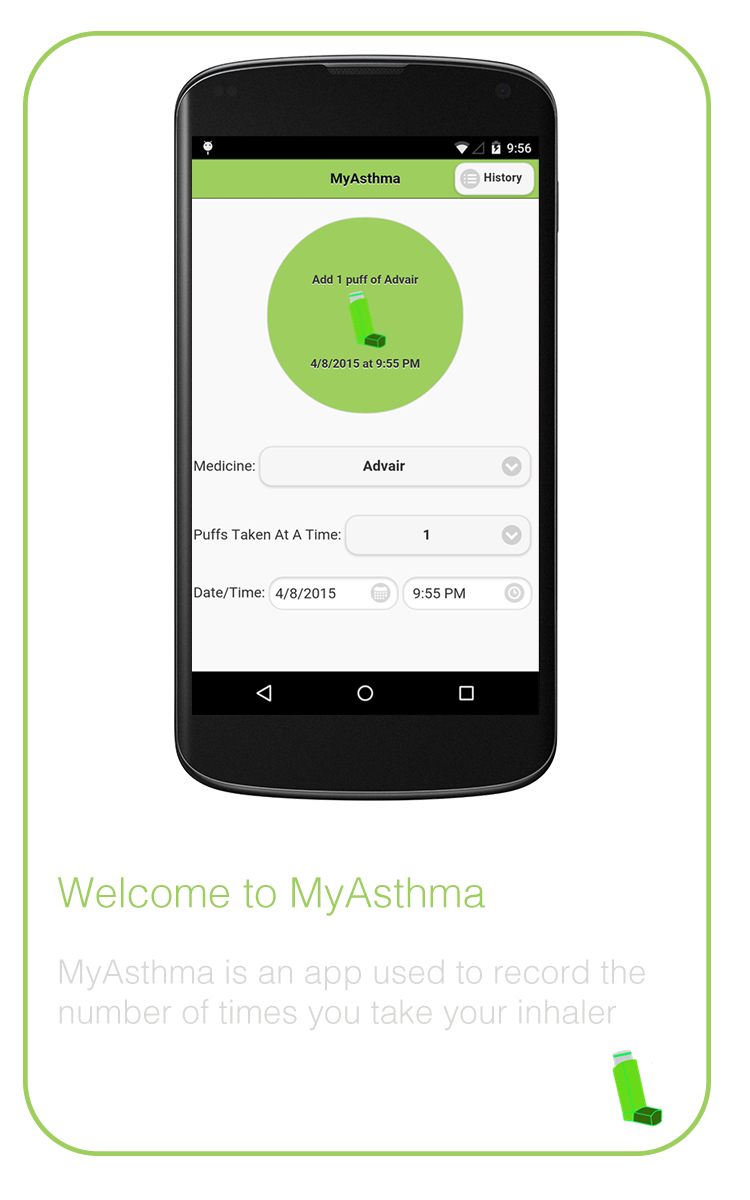 9:56
MyAsthma
History
Add 1 puff of Advair
4/8/2015 at 9:55 PM
Medicine: Advair
Puffs Taken At A Time: 1
Date/Time: 4/8/2015 9:55 PM
Welcome to MyAsthma
MyAsthma is an app used to record the
number of times you take your inhaler